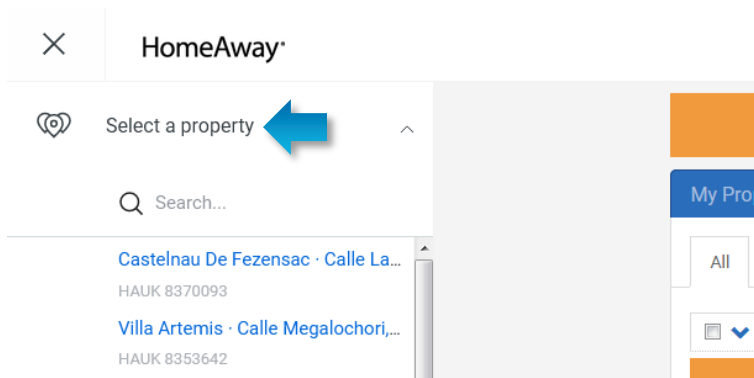 HomeAway
Select a property
Search...
Castelnau De Fezensac · Calle La...
HAUK 8370093
Villa Artemis · Calle Megalochori,...
HAUK 8353642
My Pro
All